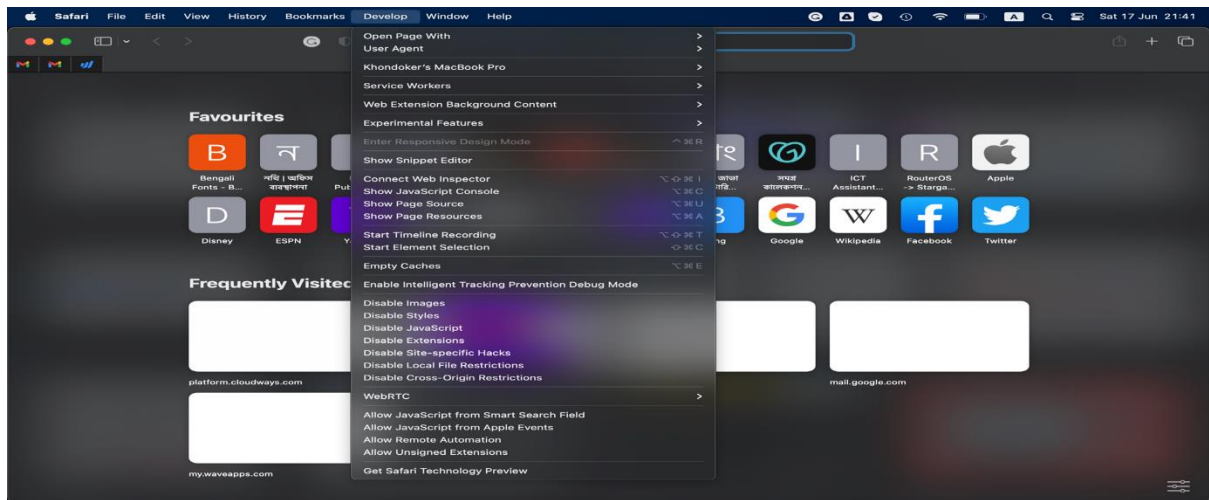 Safari File Edit View History Bookmarks Develop Window Help A Sat 17 Jun 21:41
Open Page With
User Agent
Khondoker's MacBook Pro
Service Workers
Web Extension Background Content
Experimental Features
Enter Responsive Design Mode ^⌘R
Show Snippet Editor
Connect Web Inspector ⌥⇧⌘I
Show JavaScript Console ⌥⌘C
Show Page Source ⌥⌘U
Show Page Resources ⌥⌘A
Start Timeline Recording ⌥⇧⌘T
Start Element Selection ⇧⌘C
Empty Caches ⌥⌘E
Enable Intelligent Tracking Prevention Debug Mode
Disable Images
Disable Styles
Disable JavaScript
Disable Extensions
Disable Site-specific Hacks
Disable Local File Restrictions
Disable Cross-Origin Restrictions
WebRTC
Allow JavaScript from Smart Search Field
Allow JavaScript from Apple Events
Allow Remote Automation
Allow Unsigned Extensions
Get Safari Technology Preview
Favourites
B ন I R
Bengali নথি | অফিস জাভা সমগ্র ICT RouterOS Apple
Fonts - B... ব্যবস্থাপনা Assistant... -> Starga...
D E G W f
Disney ESPN Google Wikipedia Facebook Twitter
Frequently Visited
platform.cloudways.com mail.google.com
my.waveapps.com